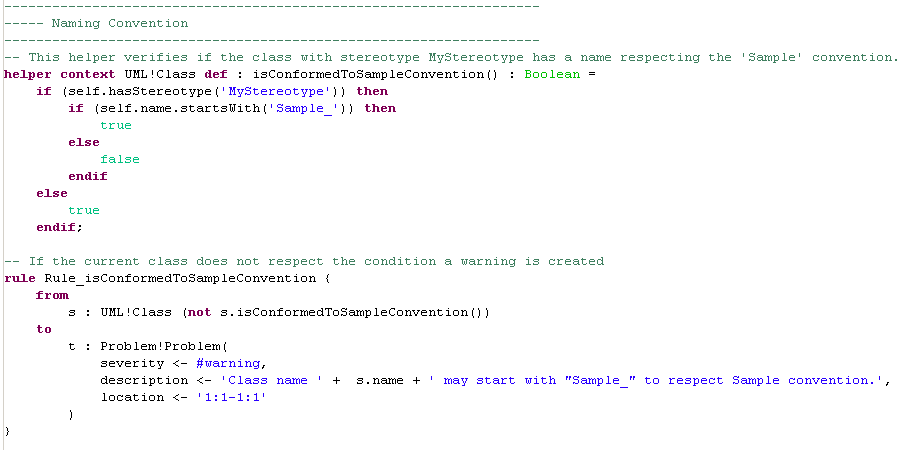 -------------------------------------------------------------------
----- Naming Convention
-------------------------------------------------------------------
-- This helper verifies if the class with stereotype MyStereotype has a name respecting the 'Sample' convention.
helper context UML!Class def : isConformedToSampleConvention() : Boolean =
    if (self.hasStereotype('MyStereotype')) then
        if (self.name.startsWith('Sample_')) then
            true
        else
            false
        endif
    else
        true
    endif;

-- If the current class does not respect the condition a warning is created
rule Rule_isConformedToSampleConvention {
    from
        s : UML!Class (not s.isConformedToSampleConvention())
    to
        t : Problem!Problem(
            severity <- #warning,
            description <- 'Class name ' +  s.name + ' may start with "Sample_" to respect Sample convention.',
            location <- '1:1-1:1'
        )
}